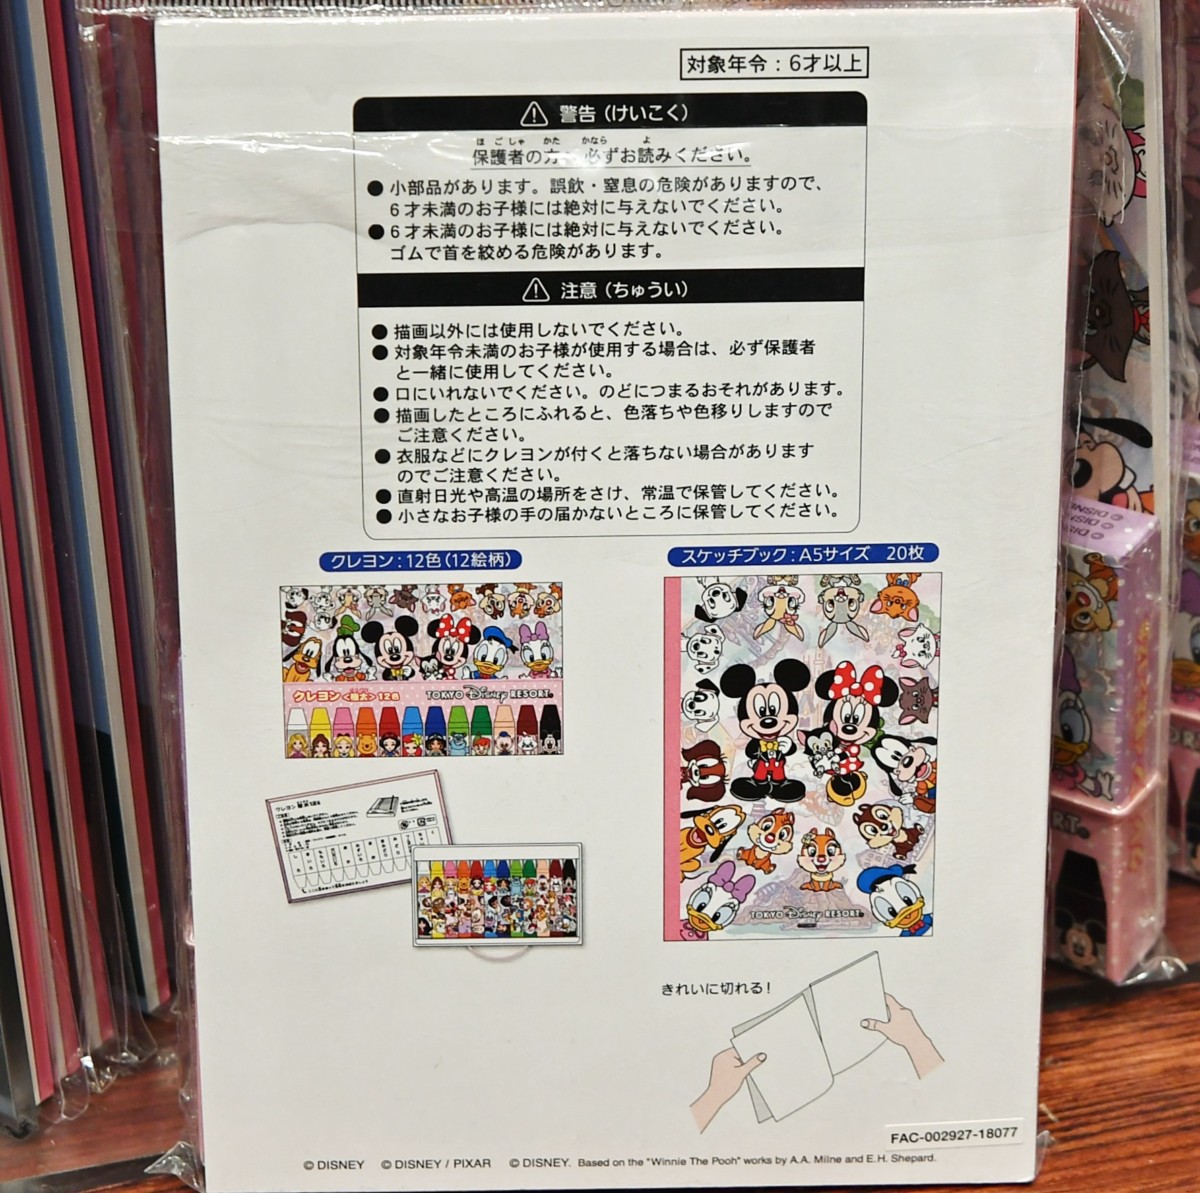 対象年令：6才以上
警告（けいこく）
ほごしゃ かた かなら よ
保護者の方 必ずお読みください。
● 小部品があります。誤飲・窒息の危険がありますので、
6才未満のお子様には絶対に与えないでください。
● 6才未満のお子様には絶対に与えないでください。
ゴムで首を絞める危険があります。
注意（ちゅうい）
● 描画以外には使用しないでください。
● 対象年令未満のお子様が使用する場合は、必ず保護者
と一緒に使用してください。
● 口にいれないでください。のどにつまるおそれがあります。
● 描画したところにふれると、色落ちや色移りしますので
ご注意ください。
● 衣服などにクレヨンが付くと落ちない場合があります
のでご注意ください。
● 直射日光や高温の場所をさけ、常温で保管してください。
● 小さなお子様の手の届かないところに保管してください。
クレヨン：12色（12絵柄）
クレヨン<極太>12色
TOKYO Disney RESORT
スケッチブック：A5サイズ 20枚
TOKYO Disney RESORT
きれいに切れる！
FAC-002927-18077
© DISNEY © DISNEY / PIXAR © DISNEY. Based on the "Winnie The Pooh" works by A.A. Milne and E.H. Shepard.